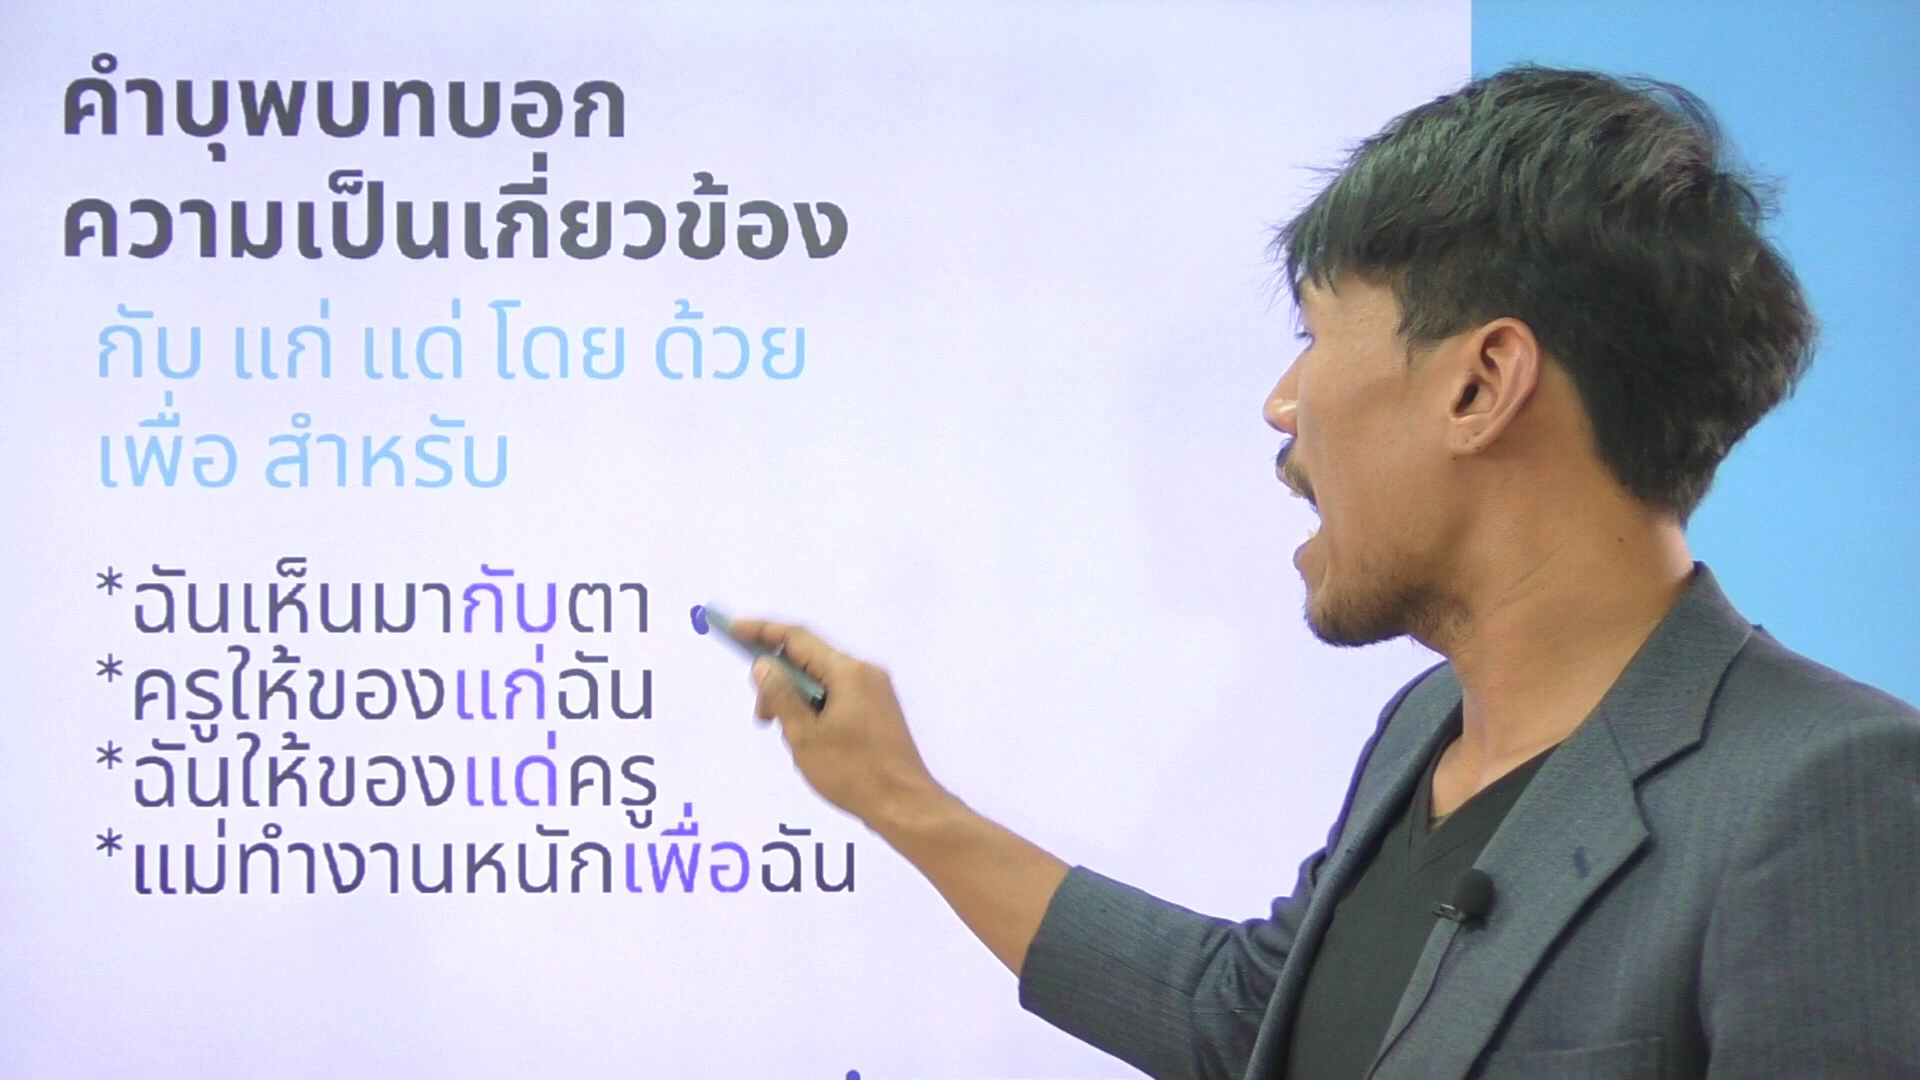 คำบุพบทบอก
ความเป็นเกี่ยวข้อง
กับ แก่ แด่ โดย ด้วย
เพื่อ สำหรับ
*ฉันเห็นมากับตา
*ครูให้ของแก่ฉัน
*ฉันให้ของแด่ครู
*แม่ทำงานหนักเพื่อฉัน